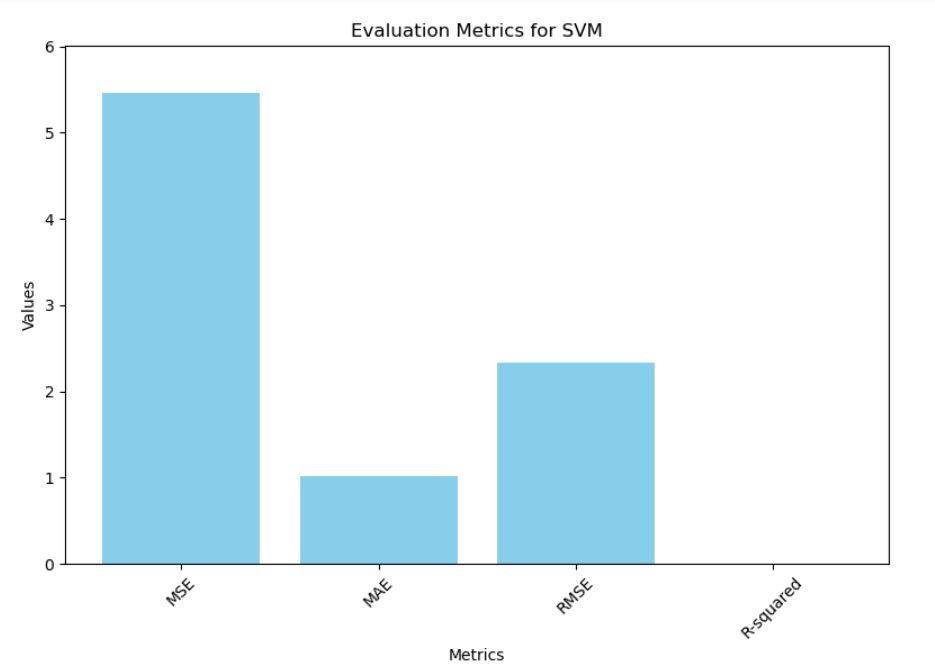 Evaluation Metrics for SVM
6
5
4
3
2
1
0
Values
MSE
MAE
RMSE
R-squared
Metrics